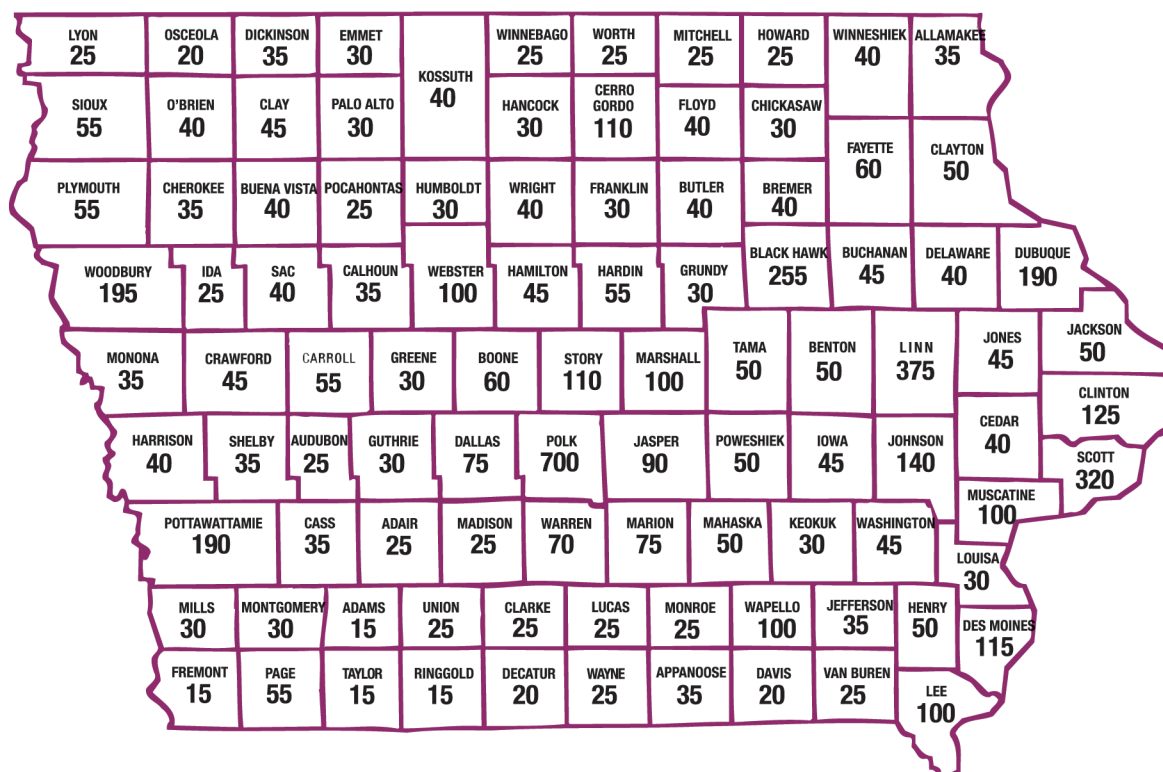 LYON
25
OSCEOLA
20
DICKINSON
35
EMMET
30
KOSSUTH
40
WINNEBAGO
25
WORTH
25
MITCHELL
25
HOWARD
25
WINNESHIEK
40
ALLAMAKEE
35
SIOUX
55
O'BRIEN
40
CLAY
45
PALO ALTO
30
HANCOCK
30
CERRO
GORDO
110
FLOYD
40
CHICKASAW
30
FAYETTE
60
CLAYTON
50
PLYMOUTH
55
CHEROKEE
35
BUENA VISTA
40
POCAHONTAS
25
HUMBOLDT
30
WRIGHT
40
FRANKLIN
30
BUTLER
40
BREMER
40
WOODBURY
195
IDA
25
SAC
40
CALHOUN
35
WEBSTER
100
HAMILTON
45
HARDIN
55
GRUNDY
30
BLACK HAWK
255
BUCHANAN
45
DELAWARE
40
DUBUQUE
190
MONONA
35
CRAWFORD
45
CARROLL
55
GREENE
30
BOONE
60
STORY
110
MARSHALL
100
TAMA
50
BENTON
50
LINN
375
JONES
45
JACKSON
50
CLINTON
125
HARRISON
40
SHELBY
35
AUDUBON
25
GUTHRIE
30
DALLAS
75
POLK
700
JASPER
90
POWESHIEK
50
IOWA
45
JOHNSON
140
CEDAR
40
SCOTT
320
MUSCATINE
100
POTTAWATTAMIE
190
CASS
35
ADAIR
25
MADISON
25
WARREN
70
MARION
75
MAHASKA
50
KEOKUK
30
WASHINGTON
45
LOUISA
30
MILLS
30
MONTGOMERY
30
ADAMS
15
UNION
25
CLARKE
25
LUCAS
25
MONROE
25
WAPELLO
100
JEFFERSON
35
HENRY
50
DES MOINES
115
FREMONT
15
PAGE
55
TAYLOR
15
RINGGOLD
15
DECATUR
20
WAYNE
25
APPANOOSE
35
DAVIS
20
VAN BUREN
25
LEE
100